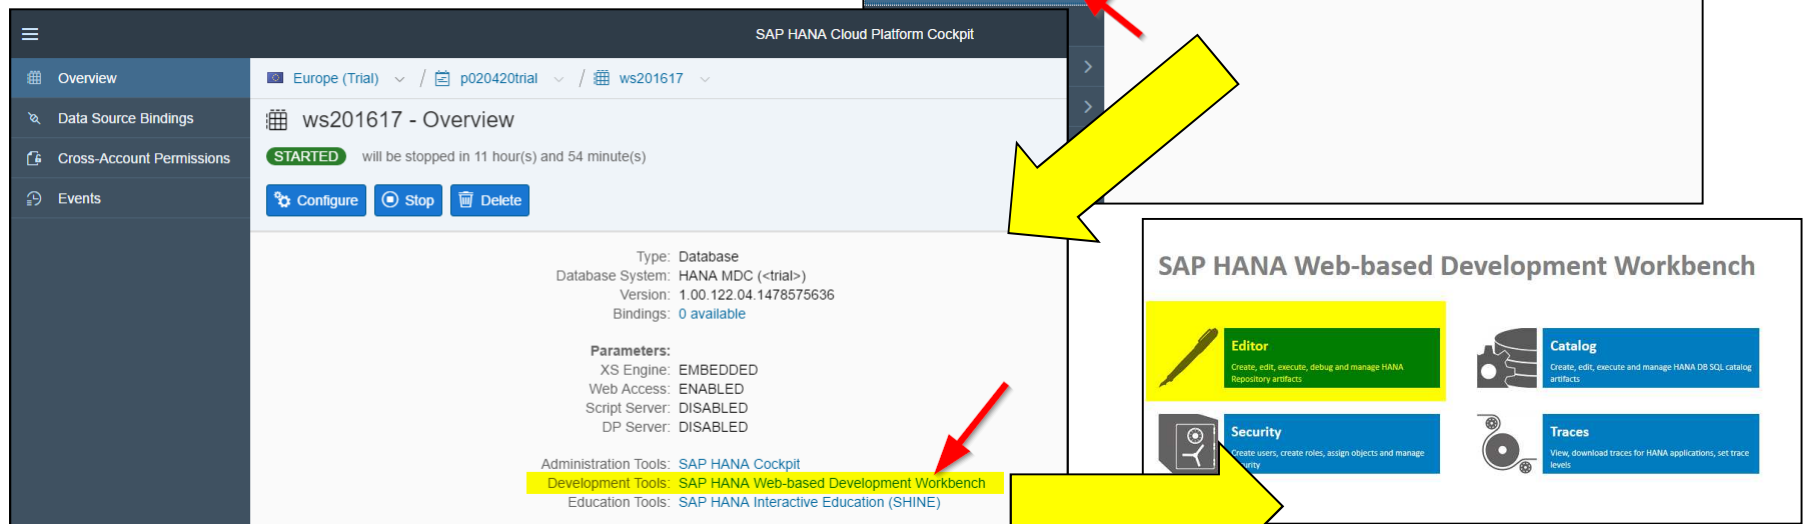 SAP HANA Cloud Platform Cockpit
Overview
Data Source Bindings
Cross-Account Permissions
Events
Europe (Trial) / p020420trial / ws201617
ws201617 - Overview
STARTED will be stopped in 11 hour(s) and 54 minute(s)
Configure Stop Delete
Type: Database
Database System: HANA MDC (<trial>)
Version: 1.00.122.04.1478575636
Bindings: 0 available
Parameters:
XS Engine: EMBEDDED
Web Access: ENABLED
Script Server: DISABLED
DP Server: DISABLED
Administration Tools: SAP HANA Cockpit
Development Tools: SAP HANA Web-based Development Workbench
Education Tools: SAP HANA Interactive Education (SHINE)
SAP HANA Web-based Development Workbench
Editor
Create, edit, execute, debug and manage HANA
Repository artifacts
Catalog
Create, edit, execute and manage HANA DB SQL catalog
artifacts
Security
Create users, create roles, assign objects and manage
Traces
View, download traces for HANA applications, set trace
levels